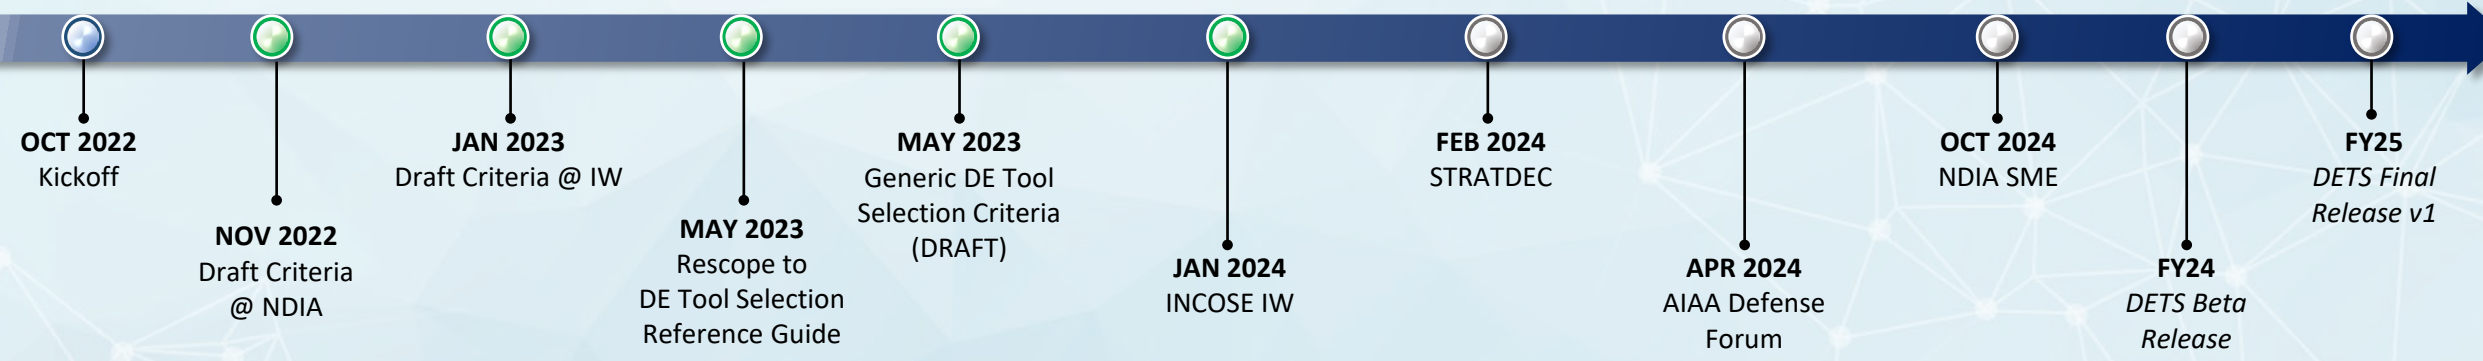 OCT 2022
Kickoff
NOV 2022
Draft Criteria
@ NDIA
JAN 2023
Draft Criteria @ IW
MAY 2023
Rescope to
DE Tool Selection
Reference Guide
MAY 2023
Generic DE Tool
Selection Criteria
(DRAFT)
JAN 2024
INCOSE IW
FEB 2024
STRATDEC
APR 2024
AIAA Defense
Forum
OCT 2024
NDIA SME
FY24
DETS Beta
Release
FY25
DETS Final
Release v1